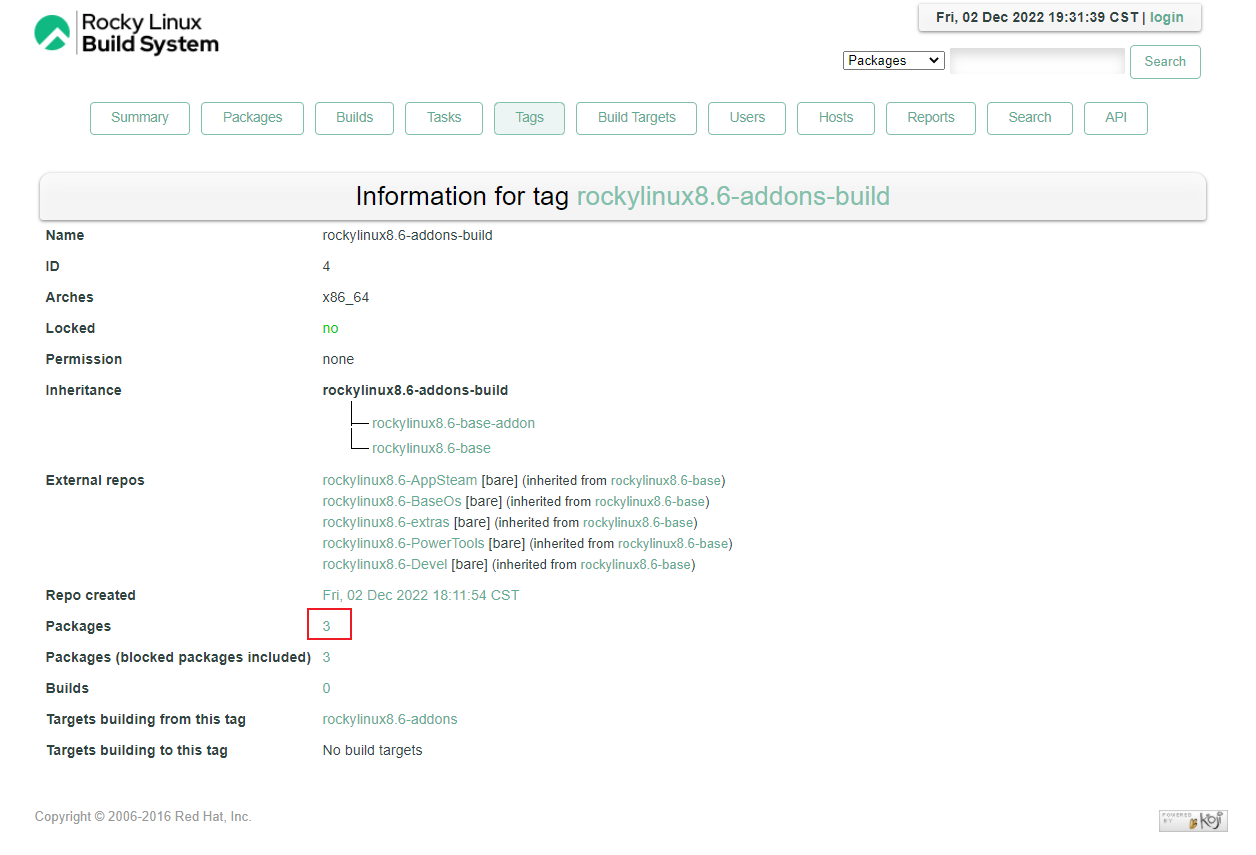 Rocky Linux
Build System
Fri, 02 Dec 2022 19:31:39 CST | login
Packages
Search
Summary
Packages
Builds
Tasks
Tags
Build Targets
Users
Hosts
Reports
Search
API
Information for tag rockylinux8.6-addons-build
Name rockylinux8.6-addons-build
ID 4
Arches x86_64
Locked no
Permission none
Inheritance rockylinux8.6-addons-build
rockylinux8.6-base-addon
rockylinux8.6-base
External repos rockylinux8.6-AppSteam [bare] (inherited from rockylinux8.6-base)
rockylinux8.6-BaseOs [bare] (inherited from rockylinux8.6-base)
rockylinux8.6-extras [bare] (inherited from rockylinux8.6-base)
rockylinux8.6-PowerTools [bare] (inherited from rockylinux8.6-base)
rockylinux8.6-Devel [bare] (inherited from rockylinux8.6-base)
Repo created Fri, 02 Dec 2022 18:11:54 CST
Packages 3
Packages (blocked packages included) 3
Builds 0
Targets building from this tag rockylinux8.6-addons
Targets building to this tag No build targets
Copyright © 2006-2016 Red Hat, Inc.
POWERED
BY
Koji